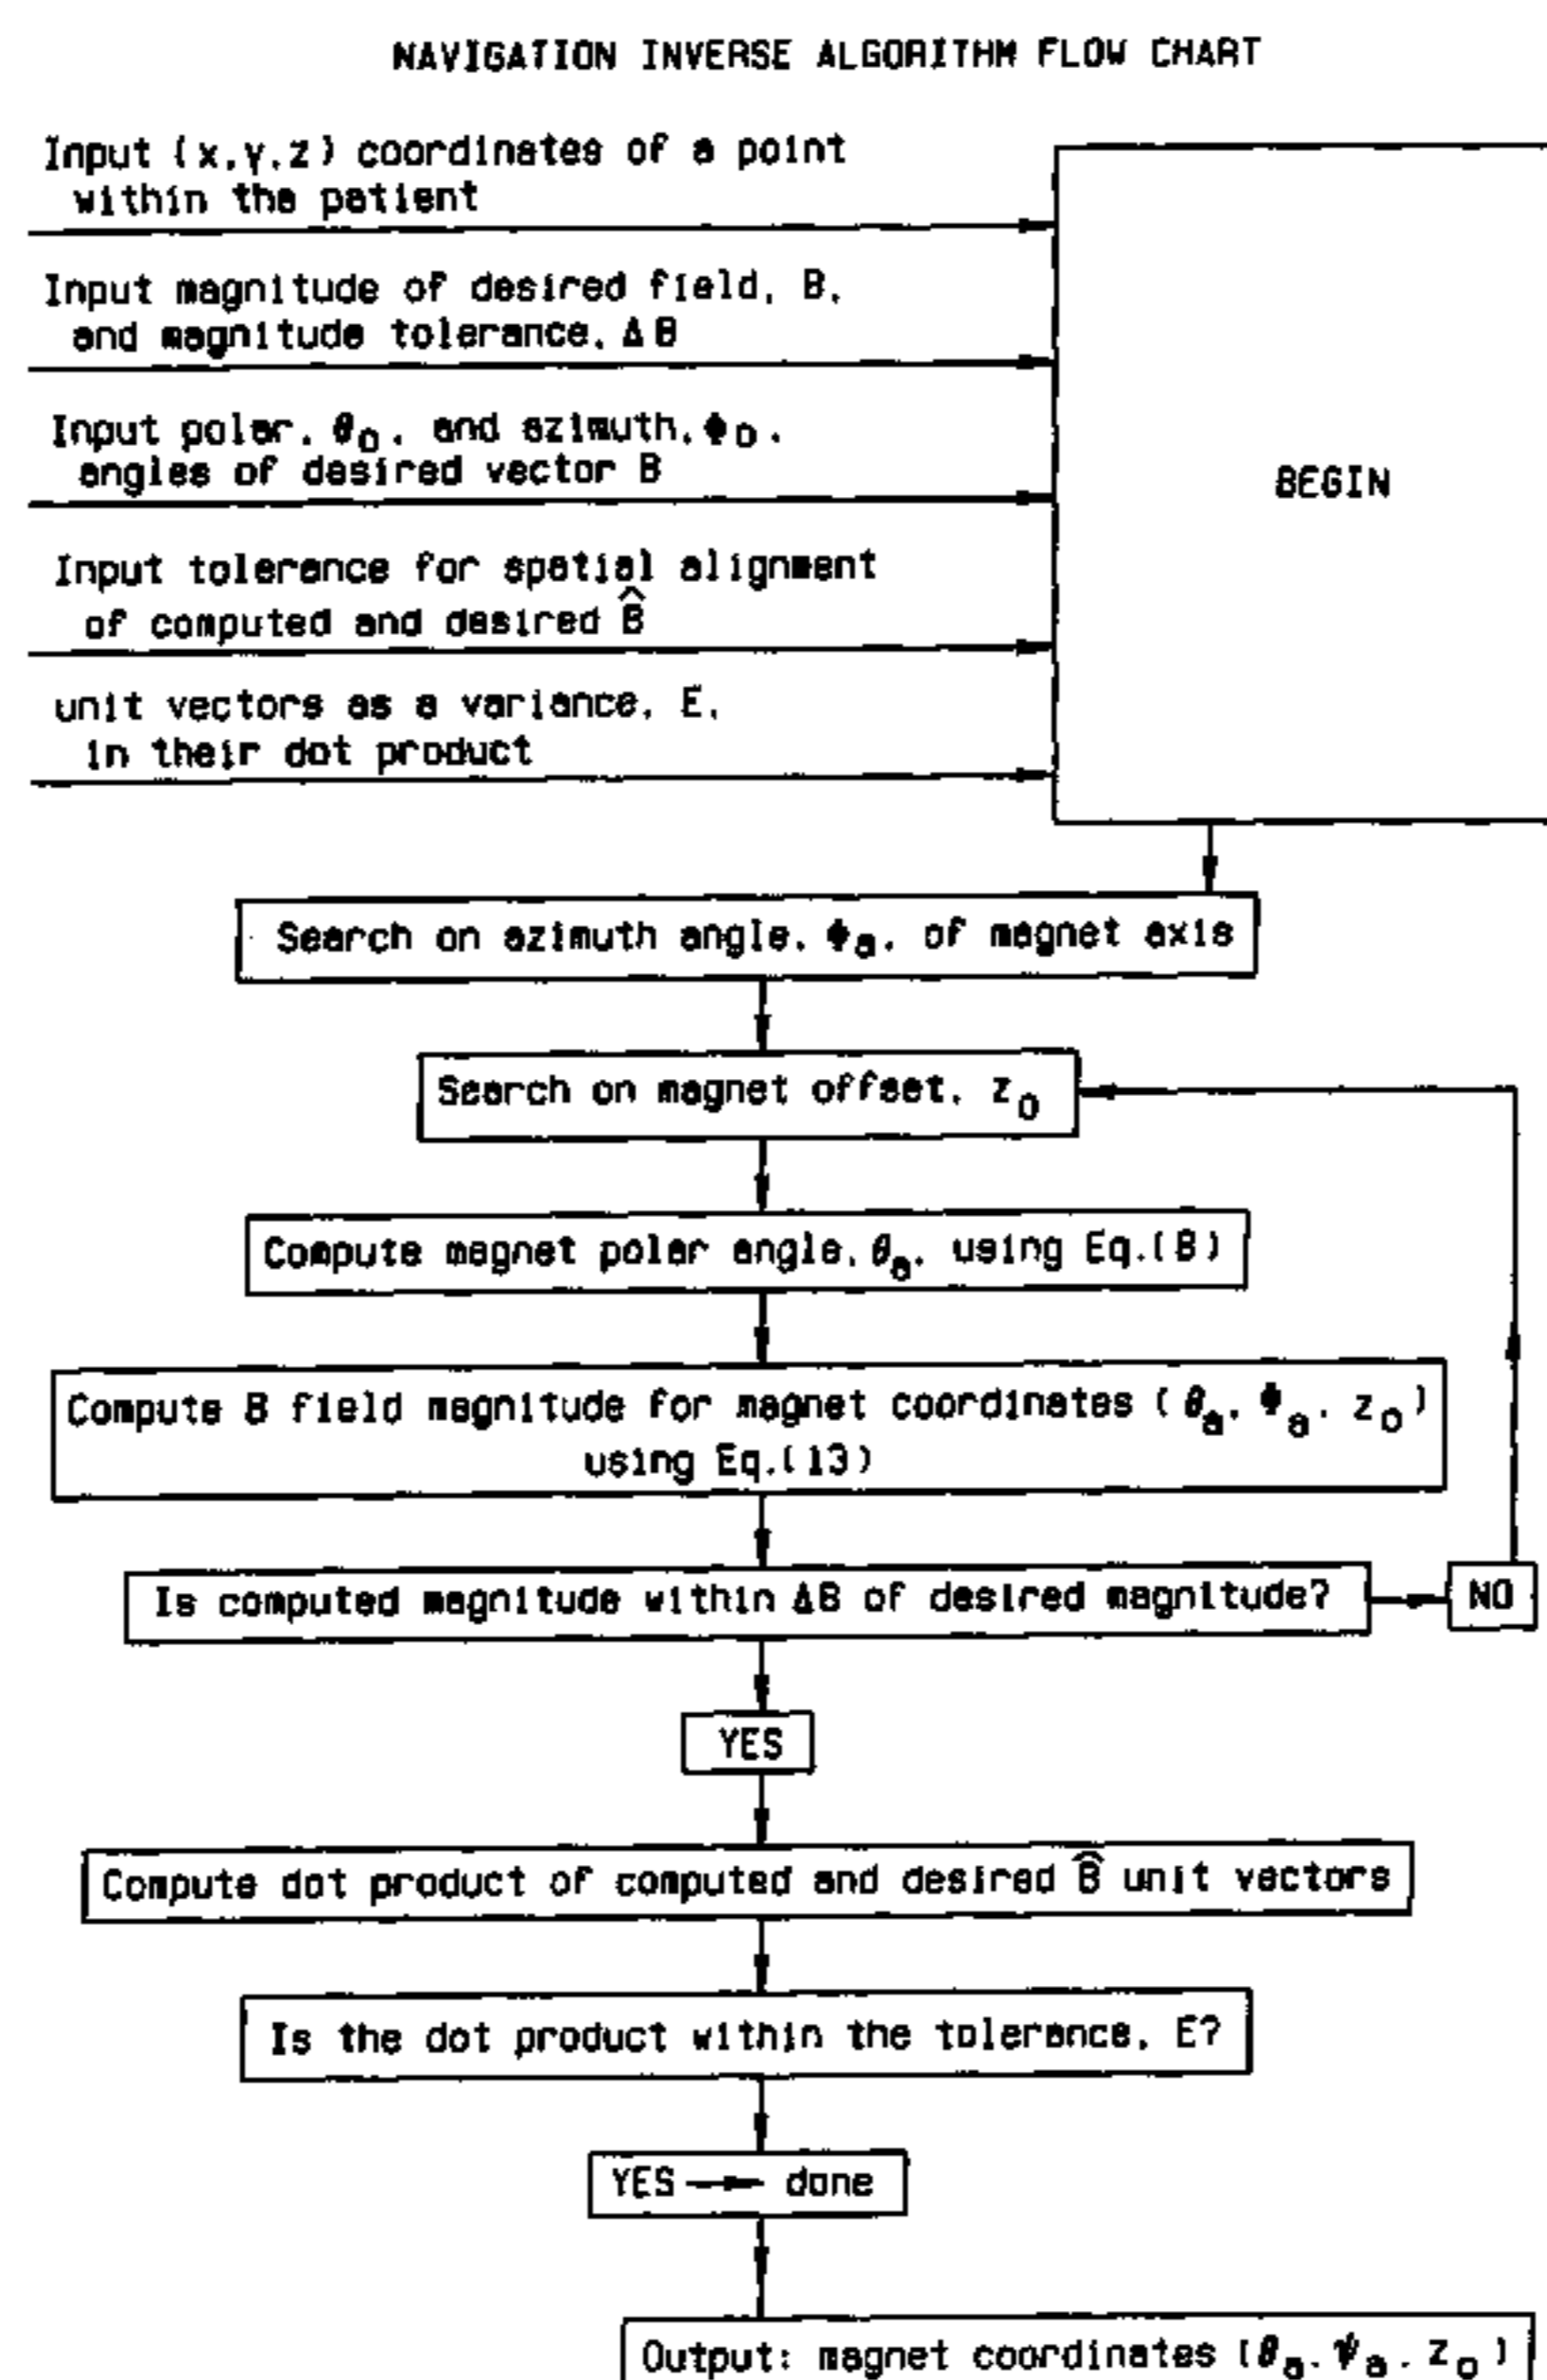 NAVIGATION INVERSE ALGORITHM FLOW CHART
Input (x,y,z) coordinates of a point
within the patient
Input magnitude of desired field, B,
and magnitude tolerance, ΔB
Input polar, θ₀, and azimuth, Φ₀,
angles of desired vector B
BEGIN
Input tolerance for spatial alignment
of computed and desired B̂
unit vectors as a variance, E,
in their dot product
Search on azimuth angle, Φₐ, of magnet axis
Search on magnet offset, z₀
Compute magnet polar angle, θₐ, using Eq.(8)
Compute B field magnitude for magnet coordinates (θₐ, Φₐ, z₀)
using Eq.(13)
Is computed magnitude within ΔB of desired magnitude?
NO
YES
Compute dot product of computed and desired B̂ unit vectors
Is the dot product within the tolerance, E?
YES → done
Output: magnet coordinates (θₐ, ψₐ, z₀)